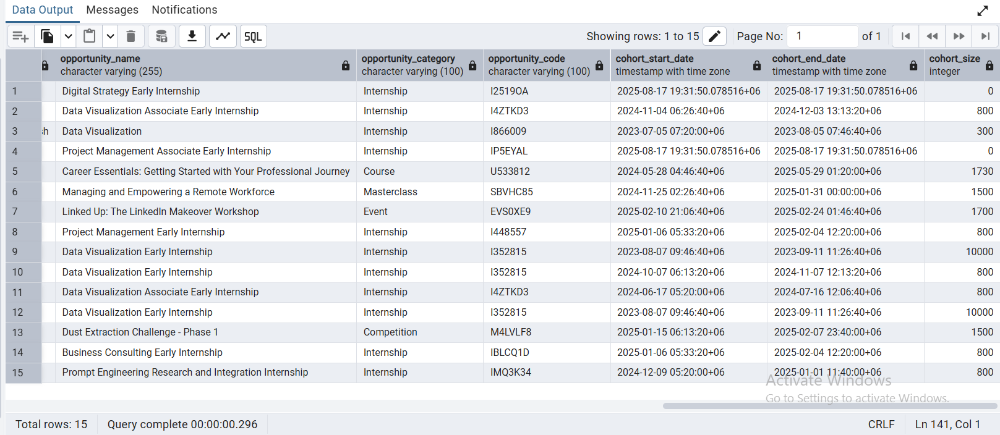 Data Output Messages Notifications
SQL Showing rows: 1 to 15 Page No: 1 of 1
opportunity_name opportunity_category opportunity_code cohort_start_date cohort_end_date cohort_size
character varying (255) character varying (100) character varying (100) timestamp with time zone timestamp with time zone integer
1 Digital Strategy Early Internship Internship I2519OA 2025-08-17 19:31:50.078516+06 2025-08-17 19:31:50.078516+06 0
2 Data Visualization Associate Early Internship Internship I4ZTKD3 2024-11-04 06:26:40+06 2024-12-03 13:13:20+06 800
3 h Data Visualization Internship I866009 2023-07-05 07:20:00+06 2023-08-05 07:46:40+06 300
4 Project Management Associate Early Internship Internship IP5EYAL 2025-08-17 19:31:50.078516+06 2025-08-17 19:31:50.078516+06 0
5 Career Essentials: Getting Started with Your Professional Journey Course U533812 2024-05-28 04:46:40+06 2025-05-29 01:20:00+06 1730
6 Managing and Empowering a Remote Workforce Masterclass SBVHC85 2024-11-25 02:26:40+06 2025-01-31 00:00:00+06 1500
7 Linked Up: The LinkedIn Makeover Workshop Event EVS0XE9 2025-02-10 21:06:40+06 2025-02-24 01:46:40+06 1700
8 Project Management Early Internship Internship I448557 2025-01-06 05:33:20+06 2025-02-04 12:20:00+06 800
9 Data Visualization Early Internship Internship I352815 2023-08-07 09:46:40+06 2023-09-11 11:26:40+06 10000
10 Data Visualization Early Internship Internship I352815 2024-10-07 06:13:20+06 2024-11-07 12:13:20+06 800
11 Data Visualization Associate Early Internship Internship I4ZTKD3 2024-06-17 05:20:00+06 2024-07-16 12:06:40+06 800
12 Data Visualization Early Internship Internship I352815 2023-08-07 09:46:40+06 2023-09-11 11:26:40+06 10000
13 Dust Extraction Challenge - Phase 1 Competition M4LVLF8 2025-01-15 06:13:20+06 2025-02-07 23:40:00+06 1500
14 Business Consulting Early Internship Internship IBLCQ1D 2025-01-06 05:33:20+06 2025-02-04 12:20:00+06 800
15 Prompt Engineering Research and Integration Internship Internship IMQ3K34 2024-12-09 05:20:00+06 2025-01-01 11:40:00+06 800
Activate Windows
Go to Settings to activate Windows.
Total rows: 15 Query complete 00:00:00.296 CRLF Ln 141, Col 1